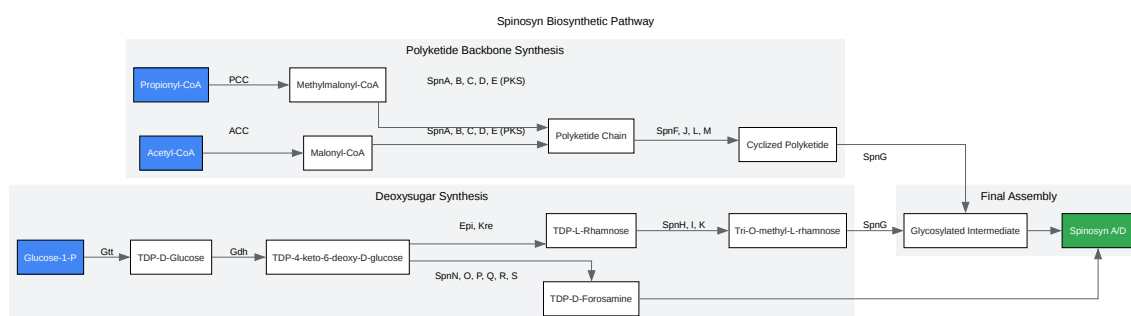 Spinosyn Biosynthetic Pathway
Polyketide Backbone Synthesis
Propionyl-CoA
PCC
Methylmalonyl-CoA
SpnA, B, C, D, E (PKS)
Acetyl-CoA
ACC
Malonyl-CoA
SpnA, B, C, D, E (PKS)
Polyketide Chain
SpnF, J, L, M
Cyclized Polyketide
SpnG
Deoxysugar Synthesis
Glucose-1-P
Gtt
TDP-D-Glucose
Gdh
TDP-4-keto-6-deoxy-D-glucose
Epi, Kre
TDP-L-Rhamnose
SpnH, I, K
Tri-O-methyl-L-rhamnose
SpnG
SpnN, O, P, Q, R, S
TDP-D-Forosamine
Final Assembly
Glycosylated Intermediate
Spinosyn A/D